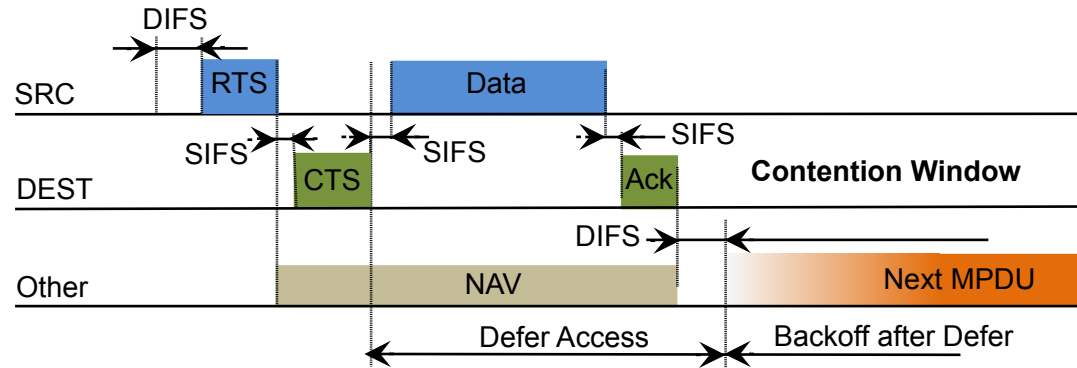 DIFS
RTS
Data
SRC
SIFS
SIFS
SIFS
CTS
Ack
Contention Window
DEST
DIFS
NAV
Next MPDU
Other
Defer Access
Backoff after Defer